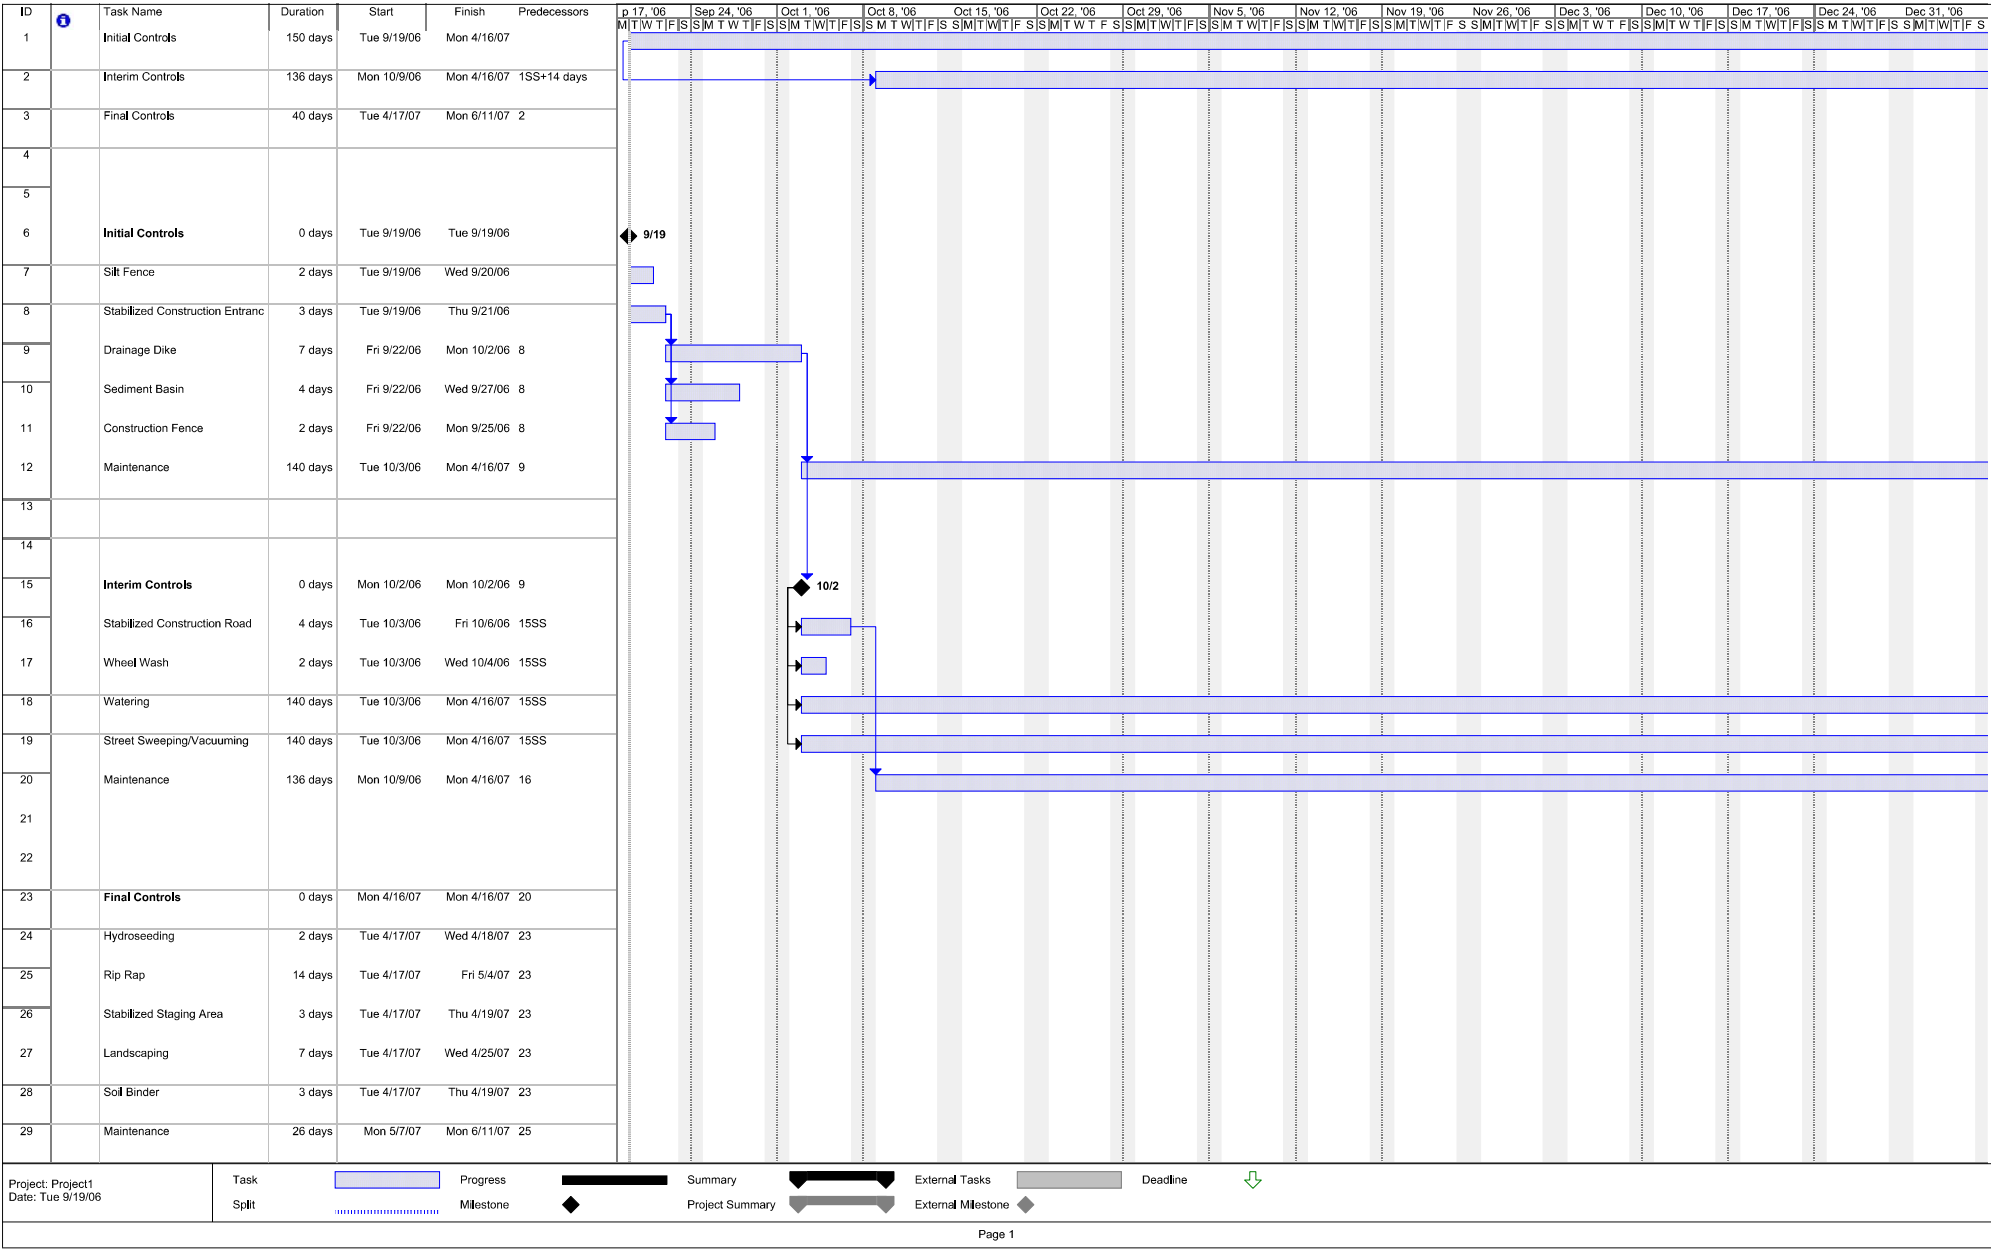 ID Task Name Duration Start Finish Predecessors
p 17, '06 Sep 24, '06 Oct 1, '06 Oct 8, '06 Oct 15, '06 Oct 22, '06 Oct 29, '06 Nov 5, '06 Nov 12, '06 Nov 19, '06 Nov 26, '06 Dec 3, '06 Dec 10, '06 Dec 17, '06 Dec 24, '06 Dec 31, '06
M T W T F S S M T W T F S S M T W T F S S M T W T F S S M T W T F S S M T W T F S S M T W T F S S M T W T F S S M T W T F S S M T W T F S S M T W T F S S M T W T F S S M T W T F S S M T W T F S S M T W T F S S M T W T F S
1 Initial Controls 150 days Tue 9/19/06 Mon 4/16/07
2 Interim Controls 136 days Mon 10/9/06 Mon 4/16/07 1SS+14 days
3 Final Controls 40 days Tue 4/17/07 Mon 6/11/07 2
4
5
6 Initial Controls 0 days Tue 9/19/06 Tue 9/19/06 9/19
7 Silt Fence 2 days Tue 9/19/06 Wed 9/20/06
8 Stabilized Construction Entranc 3 days Tue 9/19/06 Thu 9/21/06
9 Drainage Dike 7 days Fri 9/22/06 Mon 10/2/06 8
10 Sediment Basin 4 days Fri 9/22/06 Wed 9/27/06 8
11 Construction Fence 2 days Fri 9/22/06 Mon 9/25/06 8
12 Maintenance 140 days Tue 10/3/06 Mon 4/16/07 9
13
14
15 Interim Controls 0 days Mon 10/2/06 Mon 10/2/06 9 10/2
16 Stabilized Construction Road 4 days Tue 10/3/06 Fri 10/6/06 15SS
17 Wheel Wash 2 days Tue 10/3/06 Wed 10/4/06 15SS
18 Watering 140 days Tue 10/3/06 Mon 4/16/07 15SS
19 Street Sweeping/Vacuuming 140 days Tue 10/3/06 Mon 4/16/07 15SS
20 Maintenance 136 days Mon 10/9/06 Mon 4/16/07 16
21
22
23 Final Controls 0 days Mon 4/16/07 Mon 4/16/07 20
24 Hydroseeding 2 days Tue 4/17/07 Wed 4/18/07 23
25 Rip Rap 14 days Tue 4/17/07 Fri 5/4/07 23
26 Stabilized Staging Area 3 days Tue 4/17/07 Thu 4/19/07 23
27 Landscaping 7 days Tue 4/17/07 Wed 4/25/07 23
28 Soil Binder 3 days Tue 4/17/07 Thu 4/19/07 23
29 Maintenance 26 days Mon 5/7/07 Mon 6/11/07 25
Project: Project1
Date: Tue 9/19/06
Task Progress Summary External Tasks Deadline
Split Milestone Project Summary External Milestone
Page 1